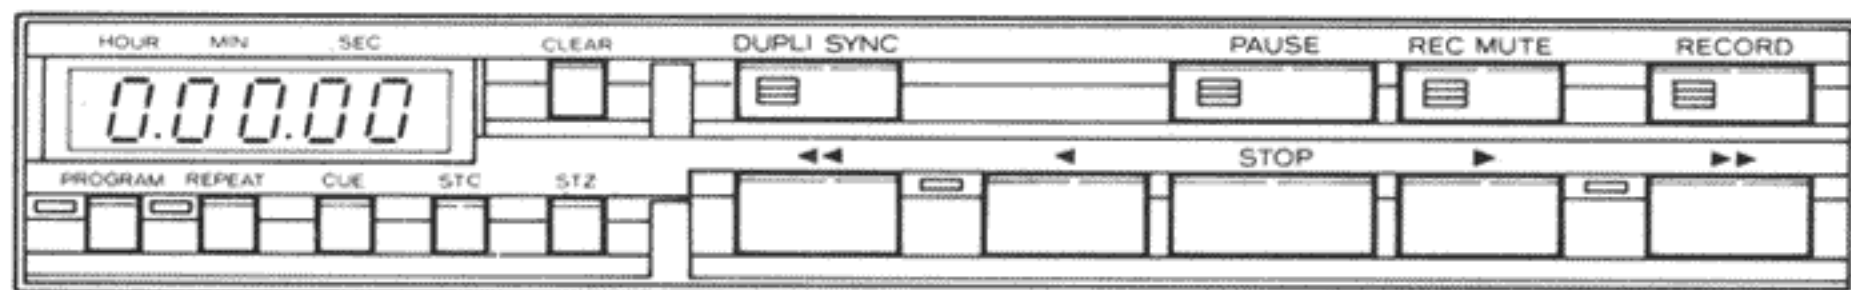 HOUR MIN SEC CLEAR DUPLI SYNC PAUSE REC MUTE RECORD
0.00.00
◀◀ ◀ STOP ▶ ▶▶
PROGRAM REPEAT CUE STC STZ